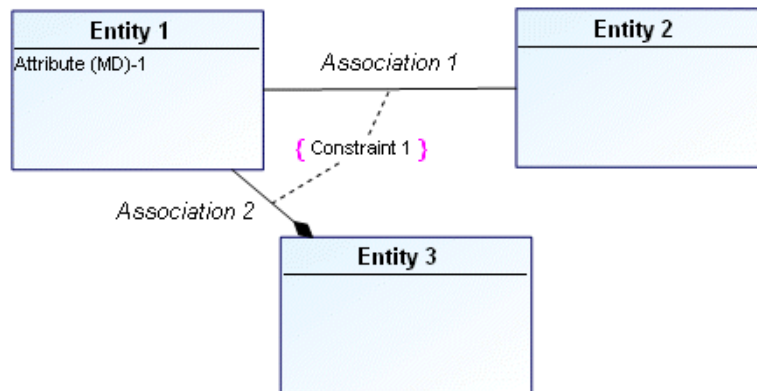 Entity 1
Attribute (MD)-1
Association 1
Entity 2
{ Constraint 1 }
Association 2
Entity 3